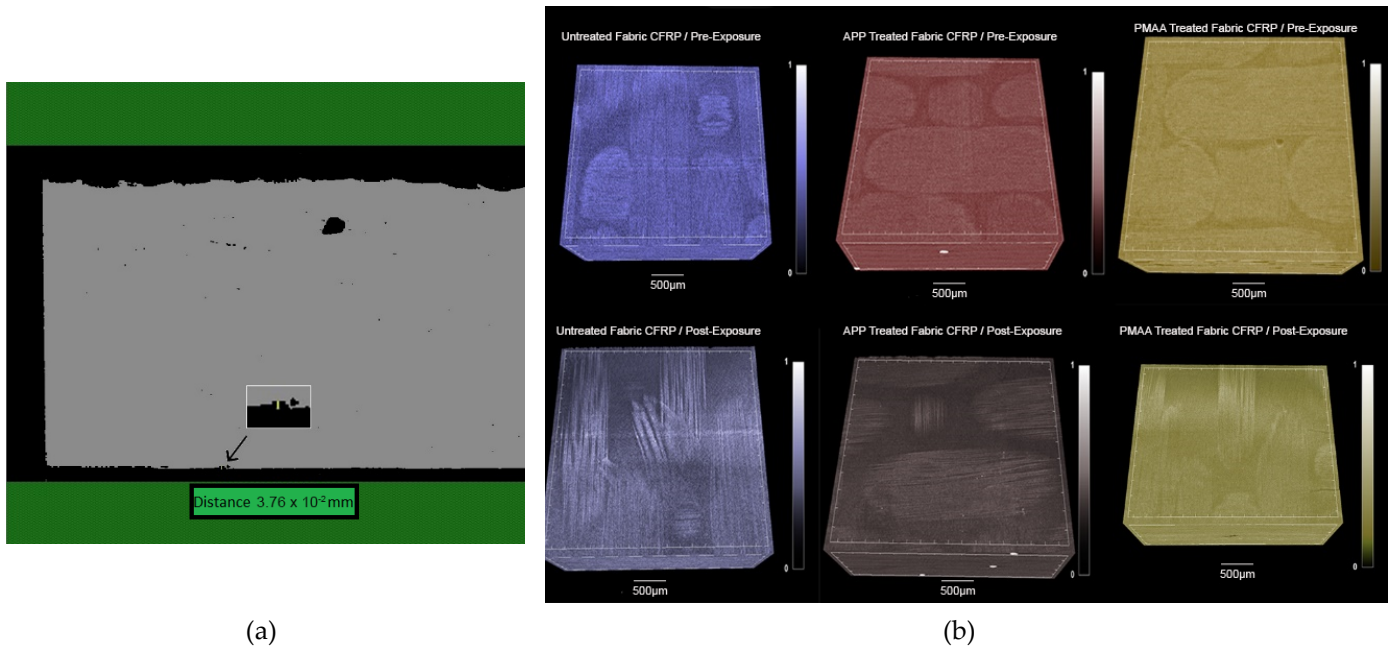 Distance 3.76 x 10-2 mm
(a)
Untreated Fabric CFRP / Pre-Exposure
1
0
500µm
APP Treated Fabric CFRP / Pre-Exposure
1
0
500µm
PMAA Treated Fabric CFRP / Pre-Exposure
1
0
500µm
Untreated Fabric CFRP / Post-Exposure
1
0
500µm
APP Treated Fabric CFRP / Post-Exposure
1
0
500µm
PMAA Treated Fabric CFRP / Post-Exposure
1
0
500µm
(b)